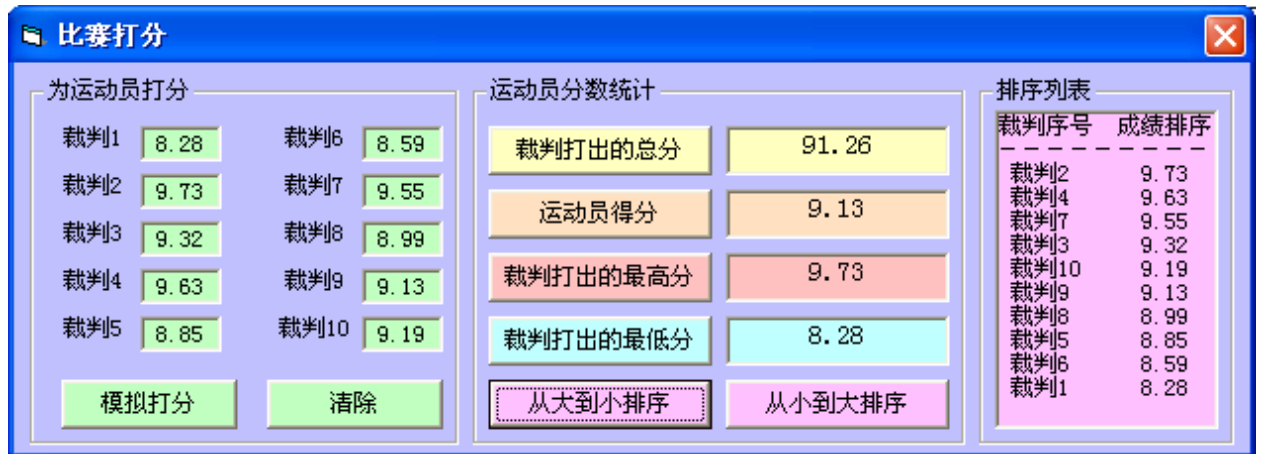 比赛打分
为运动员打分
裁判1 8.28 裁判6 8.59
裁判2 9.73 裁判7 9.55
裁判3 9.32 裁判8 8.99
裁判4 9.63 裁判9 9.13
裁判5 8.85 裁判10 9.19
模拟打分 清除
运动员分数统计
裁判打出的总分 91.26
运动员得分 9.13
裁判打出的最高分 9.73
裁判打出的最低分 8.28
从大到小排序 从小到大排序
排序列表
裁判序号 成绩排序
- - - - - - - - - -
裁判2 9.73
裁判4 9.63
裁判7 9.55
裁判3 9.32
裁判10 9.19
裁判9 9.13
裁判8 8.99
裁判5 8.85
裁判6 8.59
裁判1 8.28